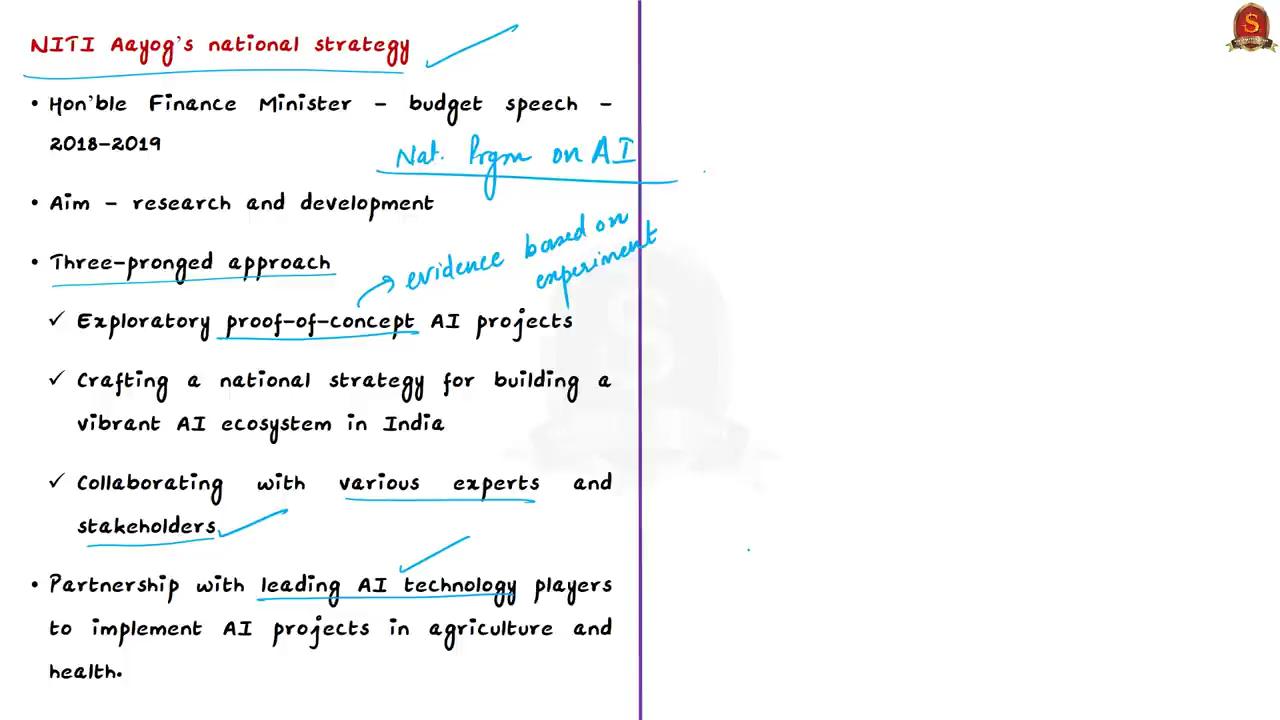 NITI Aayog's national strategy
• Hon'ble Finance Minister – budget speech –
2018-2019
Nat. Prgm on AI
• Aim – research and development
• Three-pronged approach
→ evidence based on
experiment
✓ Exploratory proof-of-concept AI projects
✓ Crafting a national strategy for building a
vibrant AI ecosystem in India
✓ Collaborating with various experts and
stakeholders
• Partnership with leading AI technology players
to implement AI projects in agriculture and
health.